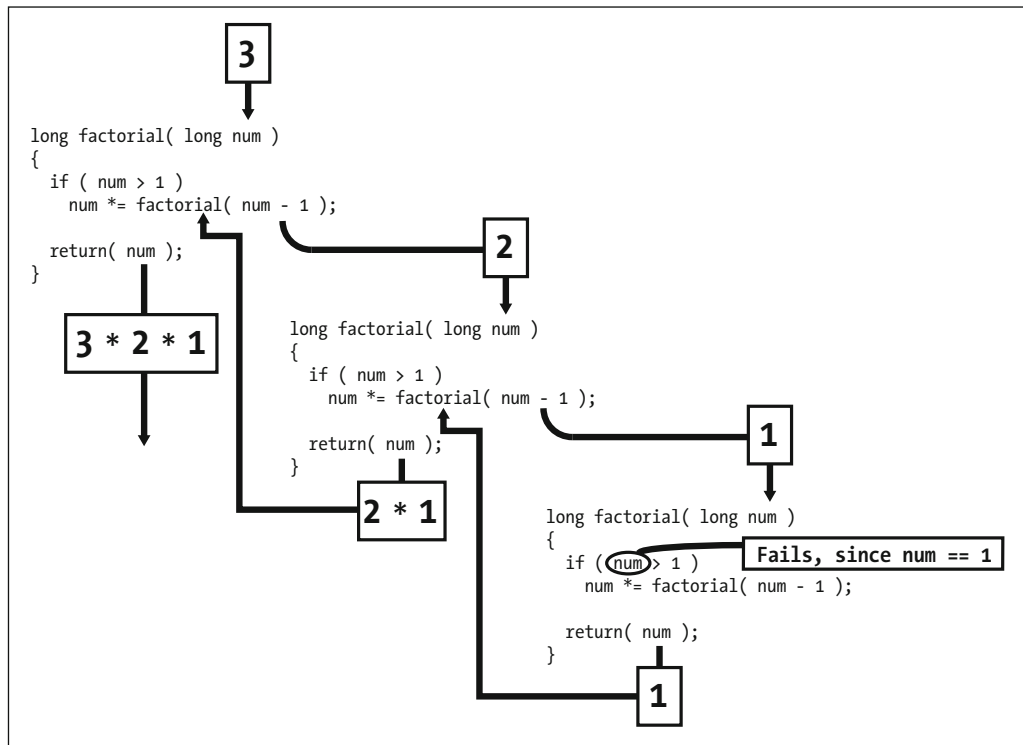 3
long factorial( long num )
{
if ( num > 1 )
num *= factorial( num - 1 );
return( num );
}
3 * 2 * 1
2
long factorial( long num )
{
if ( num > 1 )
num *= factorial( num - 1 );
return( num );
}
2 * 1
1
long factorial( long num )
{
if ( num > 1 )
Fails, since num == 1
num *= factorial( num - 1 );
return( num );
}
1